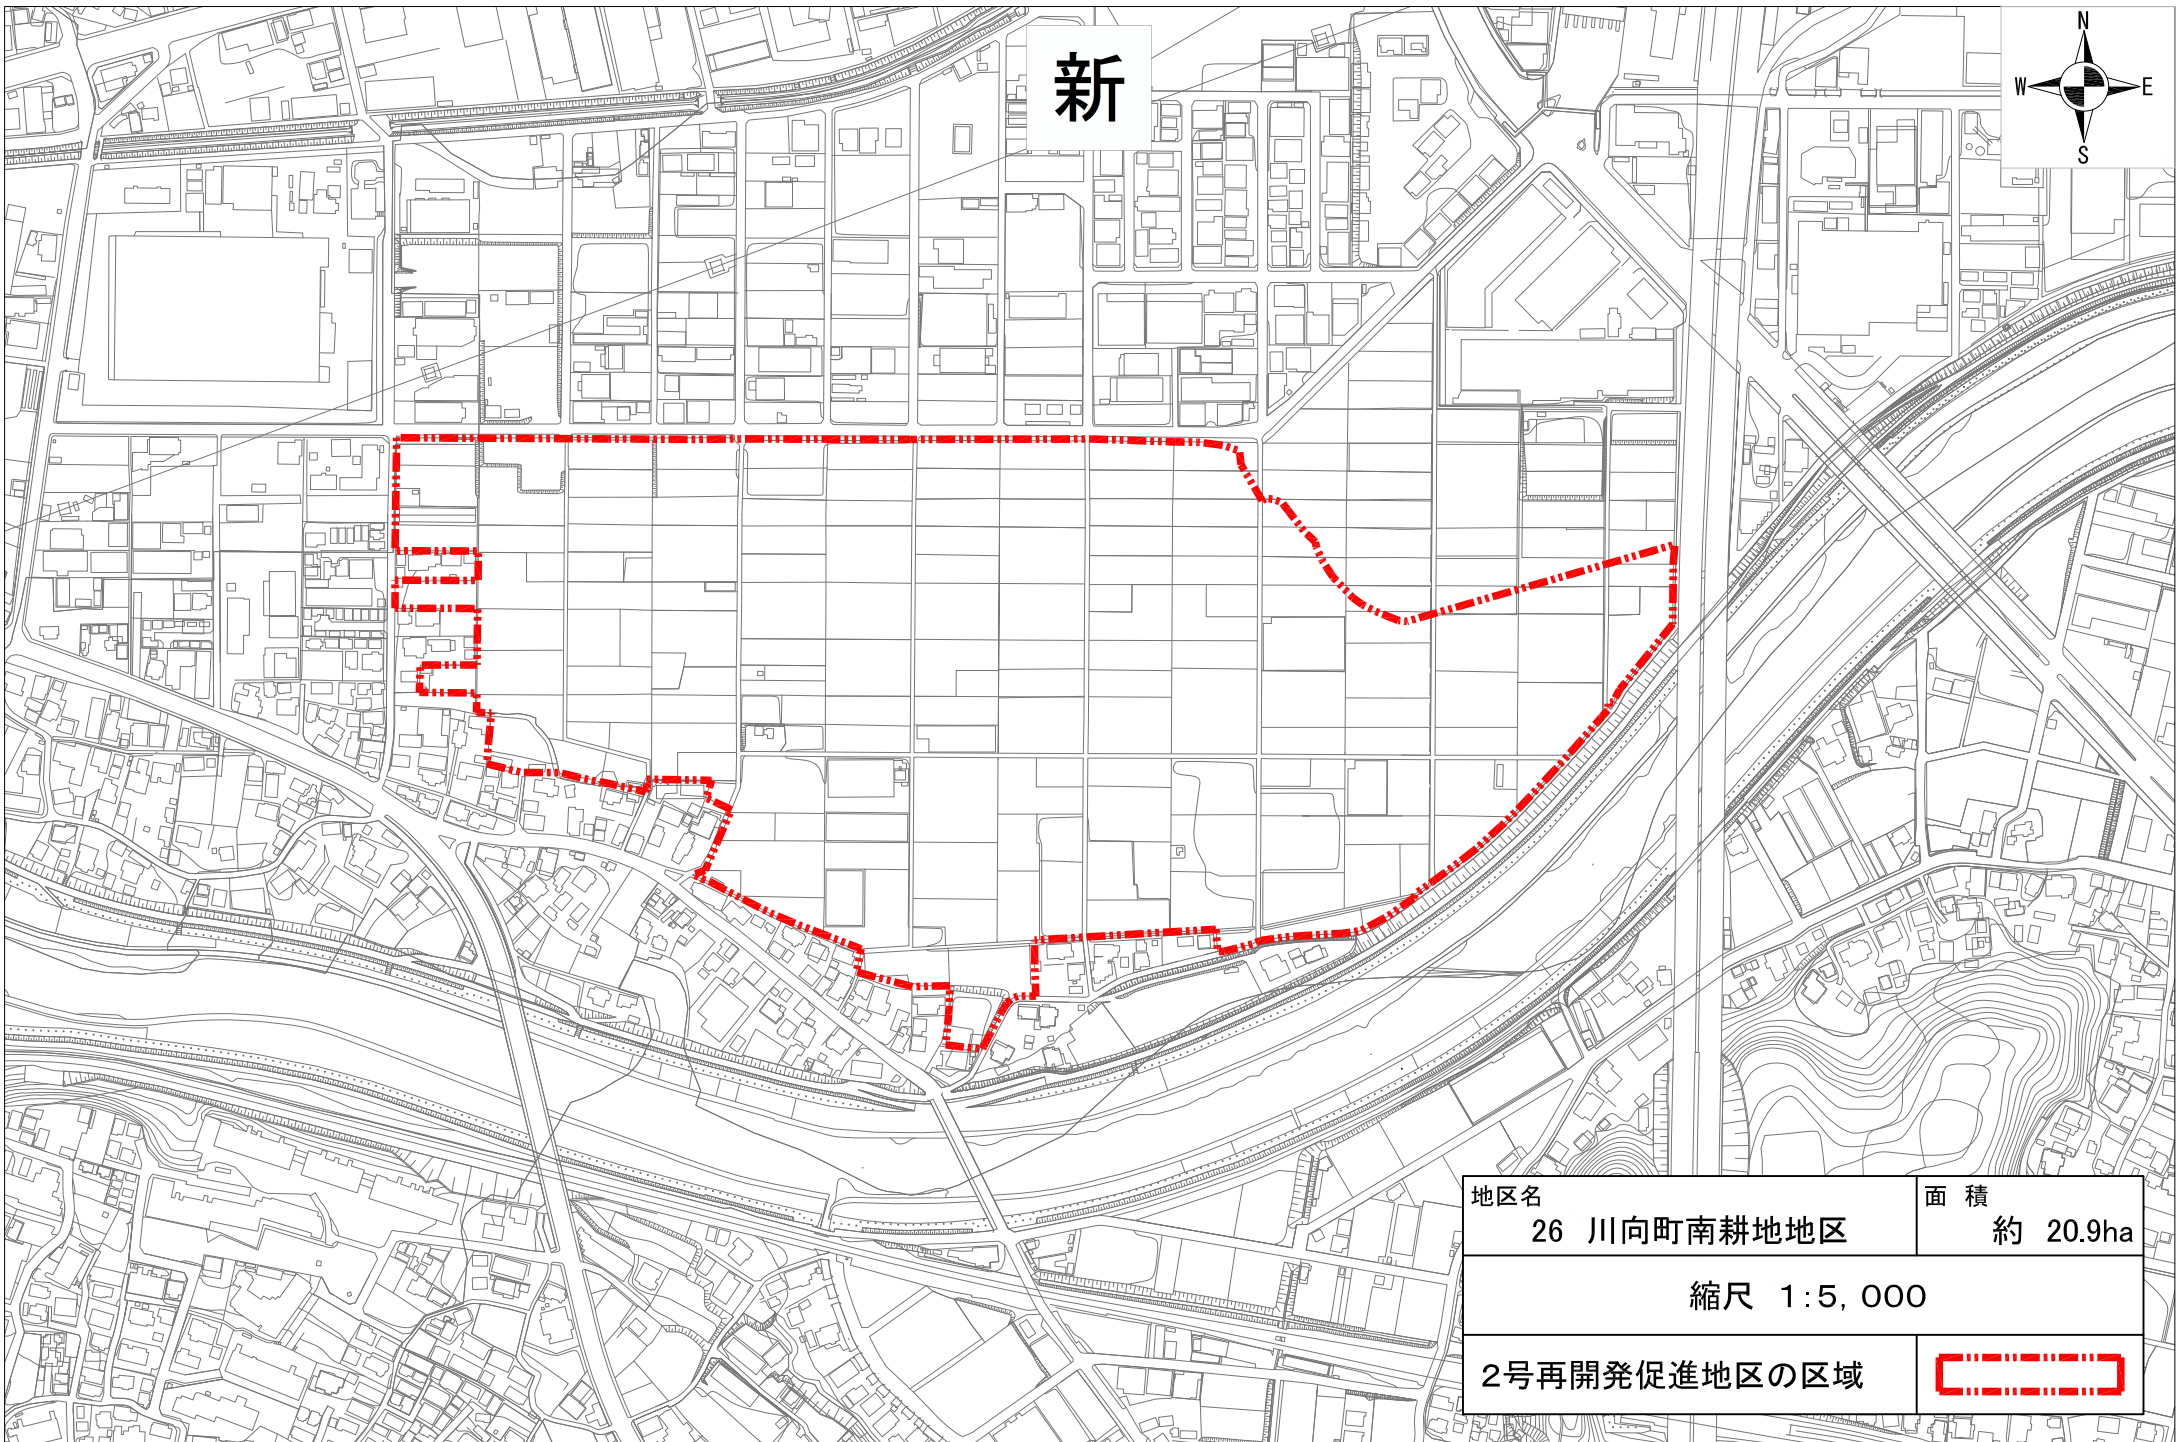 新
N
W E
S
地区名
26 川向町南耕地地区
面 積
約 20.9ha
縮尺 1:5,000
2号再開発促進地区の区域